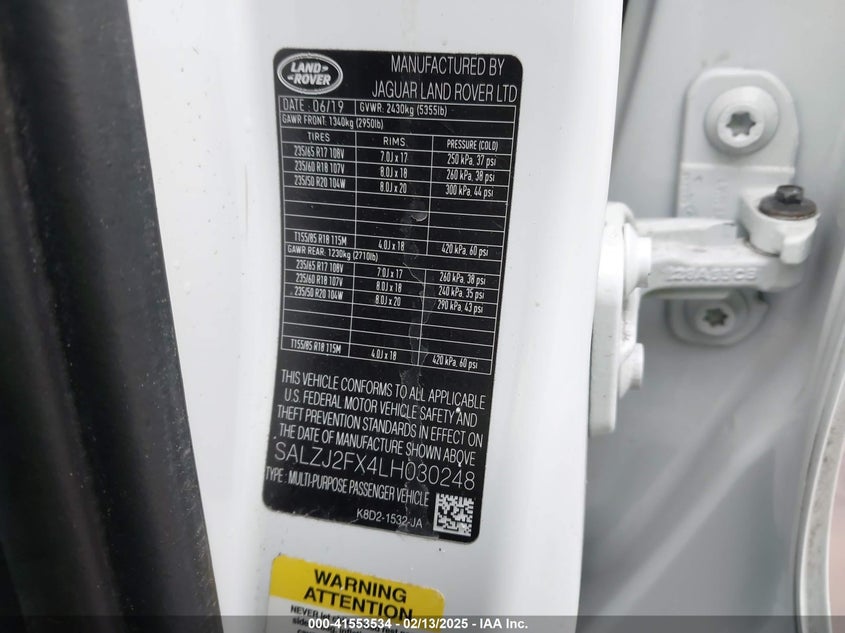 LAND-
-ROVER
MANUFACTURED BY
JAGUAR LAND ROVER LTD
DATE: 06/19 GVWR: 2430kg (5355lb)
GAWR FRONT: 1340kg (2950lb)
TIRES RIMS PRESSURE (COLD)
235/65 R17 108V 7.0J x 17 250 kPa, 37 psi
235/60 R18 107V 8.0J x 18 260 kPa, 38 psi
235/50 R20 104W 8.0J x 20 300 kPa, 44 psi
T155/85 R18 115M 4.0J x 18 420 kPa, 60 psi
GAWR REAR: 1230kg (2710lb)
235/65 R17 108V 7.0J x 17 260 kPa, 38 psi
235/60 R18 107V 8.0J x 18 240 kPa, 35 psi
235/50 R20 104W 8.0J x 20 290 kPa, 43 psi
T155/85 R18 115M 4.0J x 18 420 kPa, 60 psi
THIS VEHICLE CONFORMS TO ALL APPLICABLE
U.S. FEDERAL MOTOR VEHICLE SAFETY AND
THEFT PREVENTION STANDARDS IN EFFECT ON
THE DATE OF MANUFACTURE SHOWN ABOVE
SALZJ2FX4LH030248
TYPE: MULTI-PURPOSE PASSENGER VEHICLE
K8D2-1532-JA
WARNING
ATTENTION
NEVER let
000-41553534 - 02/13/2025 - IAA Inc.